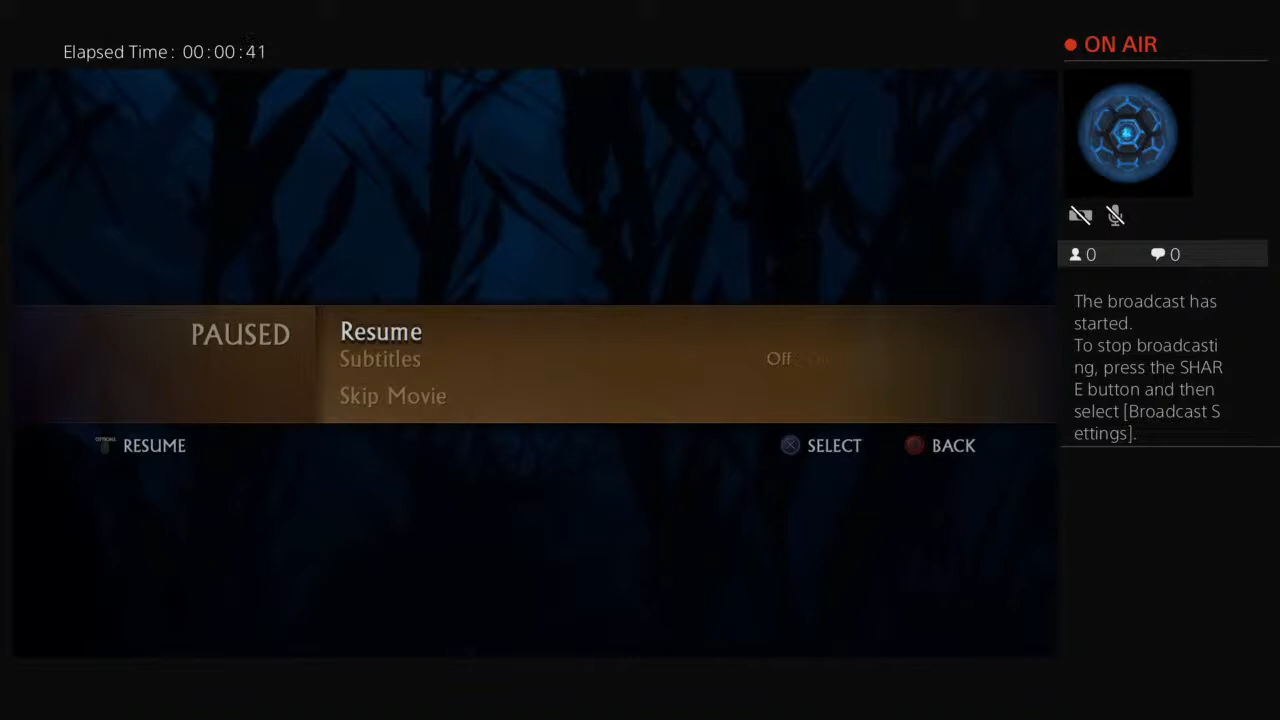 Elapsed Time: 00:00:41
ON AIR
0 0
The broadcast has
started.
To stop broadcasti
ng, press the SHAR
E button and then
select [Broadcast S
ettings].
PAUSED
Resume
Subtitles Off
Skip Movie
OPTIONS RESUME
SELECT BACK